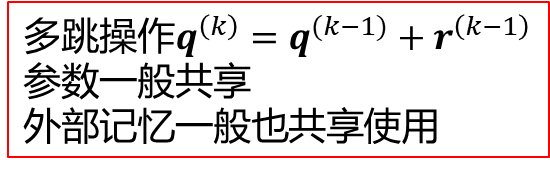 多跳操作q^(k) = q^(k−1) + r^(k−1)
参数一般共享
外部记忆一般也共享使用